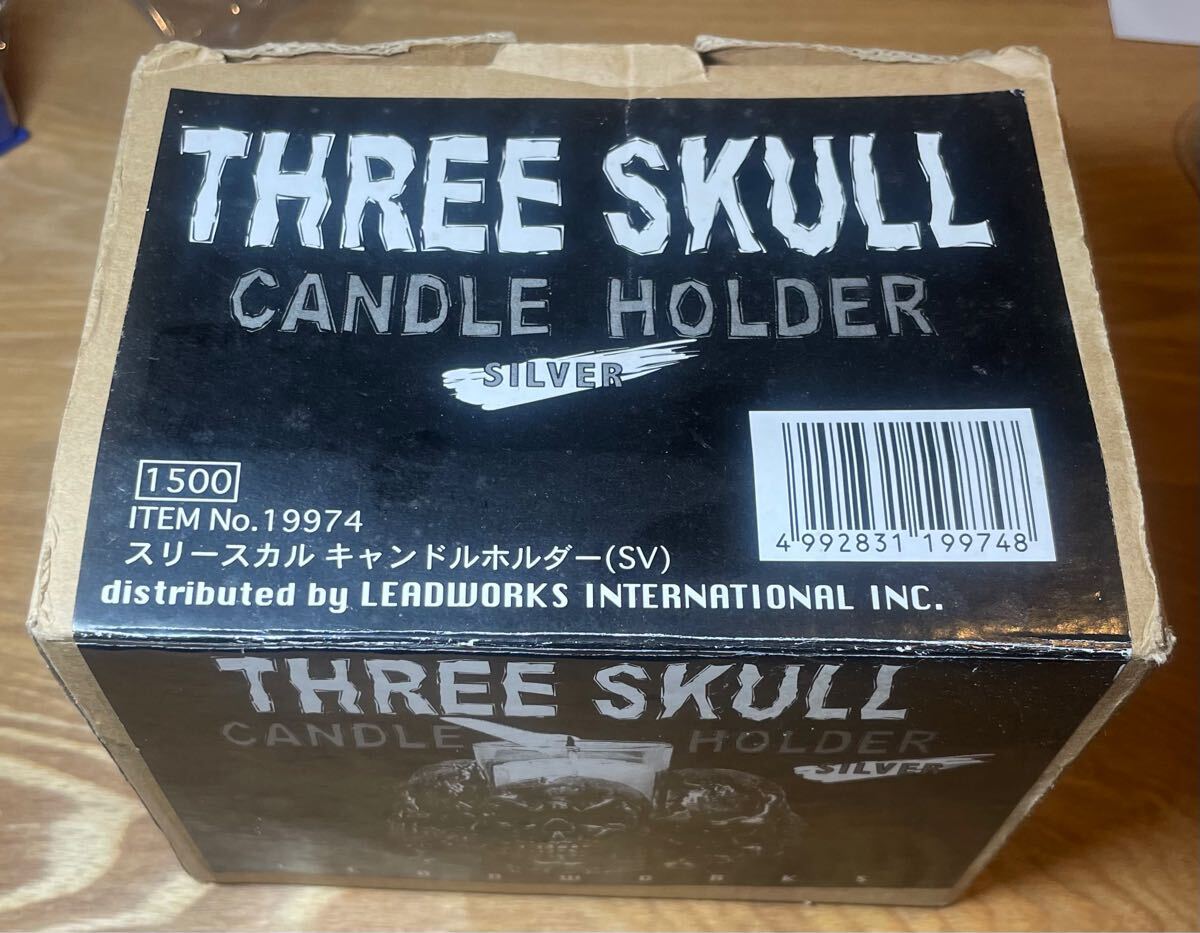 THREE SKULL
CANDLE HOLDER
SILVER
1500
ITEM No.19974
スリースカル キャンドルホルダー(SV)
distributed by LEADWORKS INTERNATIONAL INC.
4 992831 199748
THREE SKULL
CANDLE HOLDER
SILVER
LEADWORKS